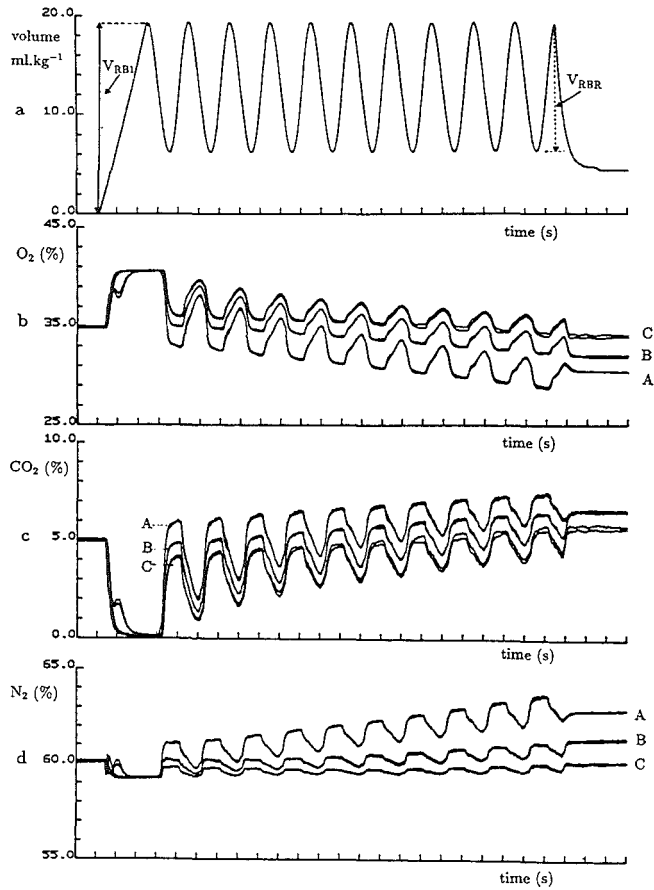 20.0
volume
ml.kg⁻¹
V_RB1
V_RBR
10.0
a
0.0
time (s)
45.0
O₂ (%)
b
35.0
C
B
A
25.0
time (s)
10.0
CO₂ (%)
A
B
C
c
5.0
0.0
time (s)
65.0
N₂ (%)
A
B
C
d
60.0
55.0
time (s)